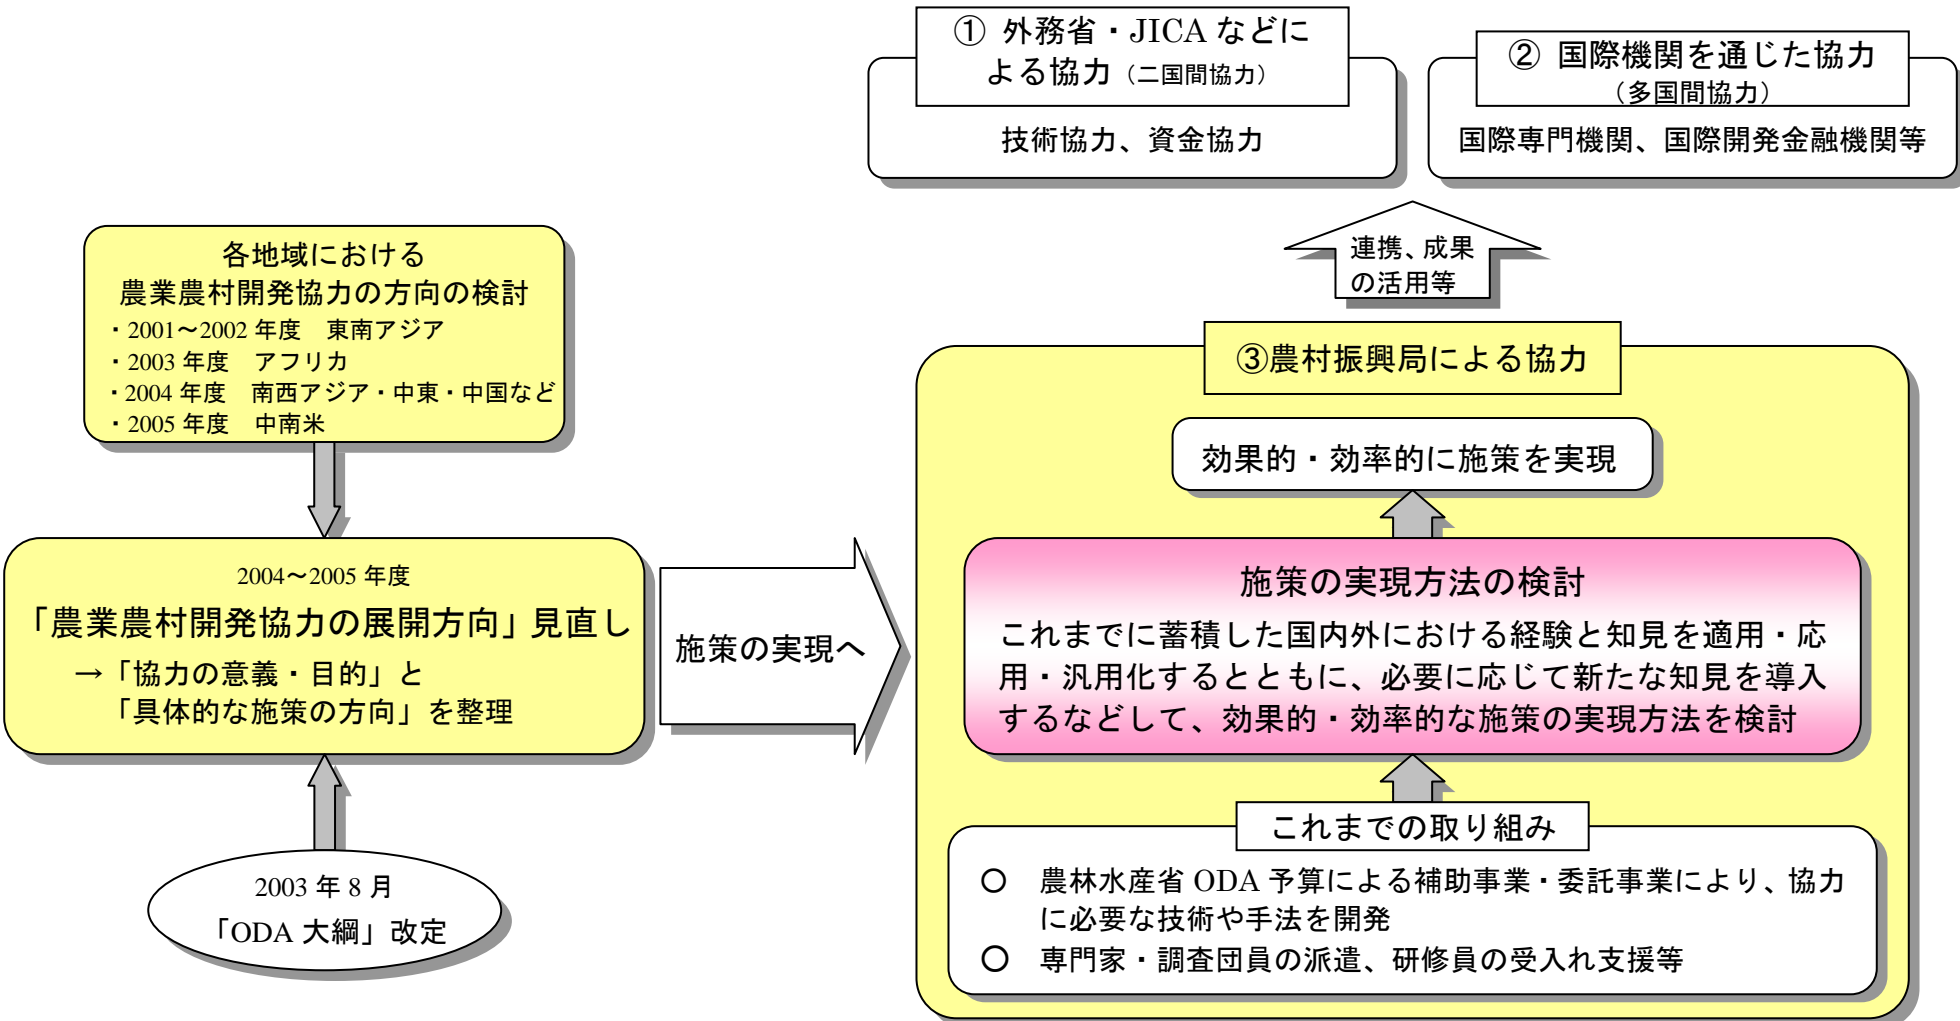 ① 外務省・JICA などに
よる協力（二国間協力）
技術協力、資金協力
② 国際機関を通じた協力
（多国間協力）
国際専門機関、国際開発金融機関等
連携、成果
の活用等
各地域における
農業農村開発協力の方向の検討
・2001～2002 年度　東南アジア
・2003 年度　アフリカ
・2004 年度　南西アジア・中東・中国など
・2005 年度　中南米
2004～2005 年度
「農業農村開発協力の展開方向」見直し
→「協力の意義・目的」と
「具体的な施策の方向」を整理
2003 年 8 月
「ODA 大綱」改定
施策の実現へ
③農村振興局による協力
効果的・効率的に施策を実現
施策の実現方法の検討
これまでに蓄積した国内外における経験と知見を適用・応
用・汎用化するとともに、必要に応じて新たな知見を導入
するなどして、効果的・効率的な施策の実現方法を検討
これまでの取り組み
○　農林水産省 ODA 予算による補助事業・委託事業により、協力
に必要な技術や手法を開発
○　専門家・調査団員の派遣、研修員の受入れ支援等